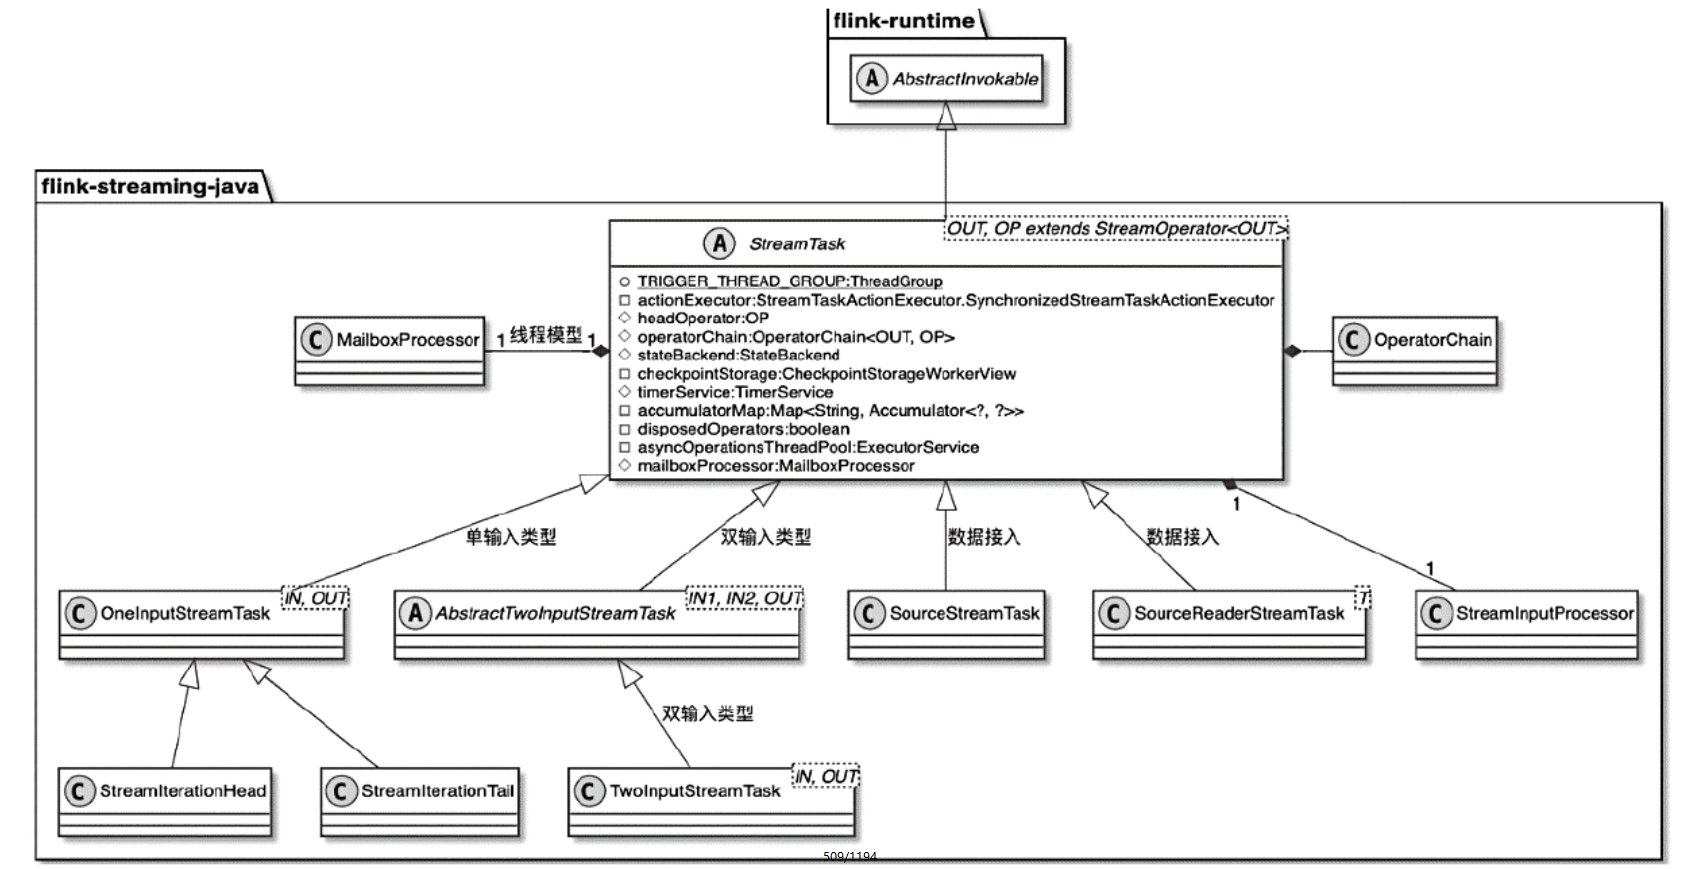 flink-runtime
A AbstractInvokable
flink-streaming-java
OUT, OP extends StreamOperator<OUT>
A StreamTask
TRIGGER_THREAD_GROUP:ThreadGroup
actionExecutor:StreamTaskActionExecutor.SynchronizedStreamTaskActionExecutor
headOperator:OP
operatorChain:OperatorChain<OUT, OP>
stateBackend:StateBackend
checkpointStorage:CheckpointStorageWorkerView
timerService:TimerService
accumulatorMap:Map<String, Accumulator<?, ?>>
disposedOperators:boolean
asyncOperationsThreadPool:ExecutorService
mailboxProcessor:MailboxProcessor
C MailboxProcessor
1 线程模型 1
C OperatorChain
单输入类型
双输入类型
数据接入
数据接入
1
1
C OneInputStreamTask
IN, OUT
A AbstractTwoInputStreamTask
IN1, IN2, OUT
C SourceStreamTask
C SourceReaderStreamTask
T
C StreamInputProcessor
双输入类型
C StreamIterationHead
C StreamIterationTail
C TwoInputStreamTask
IN, OUT
509/1194